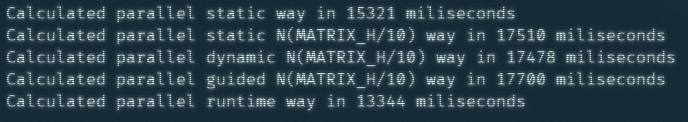 Calculated parallel static way in 15321 miliseconds
Calculated parallel static N(MATRIX_H/10) way in 17510 miliseconds
Calculated parallel dynamic N(MATRIX_H/10) way in 17478 miliseconds
Calculated parallel guided N(MATRIX_H/10) way in 17700 miliseconds
Calculated parallel runtime way in 13344 miliseconds